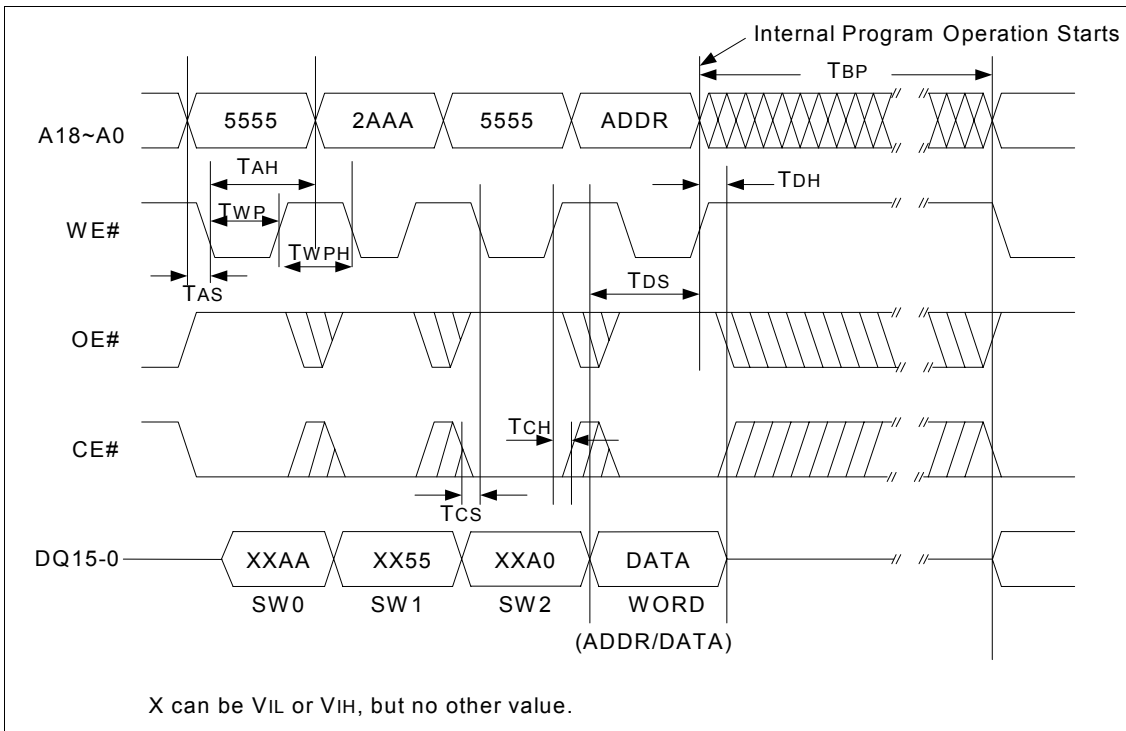 Internal Program Operation Starts
TBP
A18~A0
5555
2AAA
5555
ADDR
TAH
TDH
WE#
TWP
TWPH
TAS
TDS
OE#
CE#
TCH
TCS
DQ15-0
XXAA
XX55
XXA0
DATA
SW0
SW1
SW2
WORD
(ADDR/DATA)
X can be VIL or VIH, but no other value.